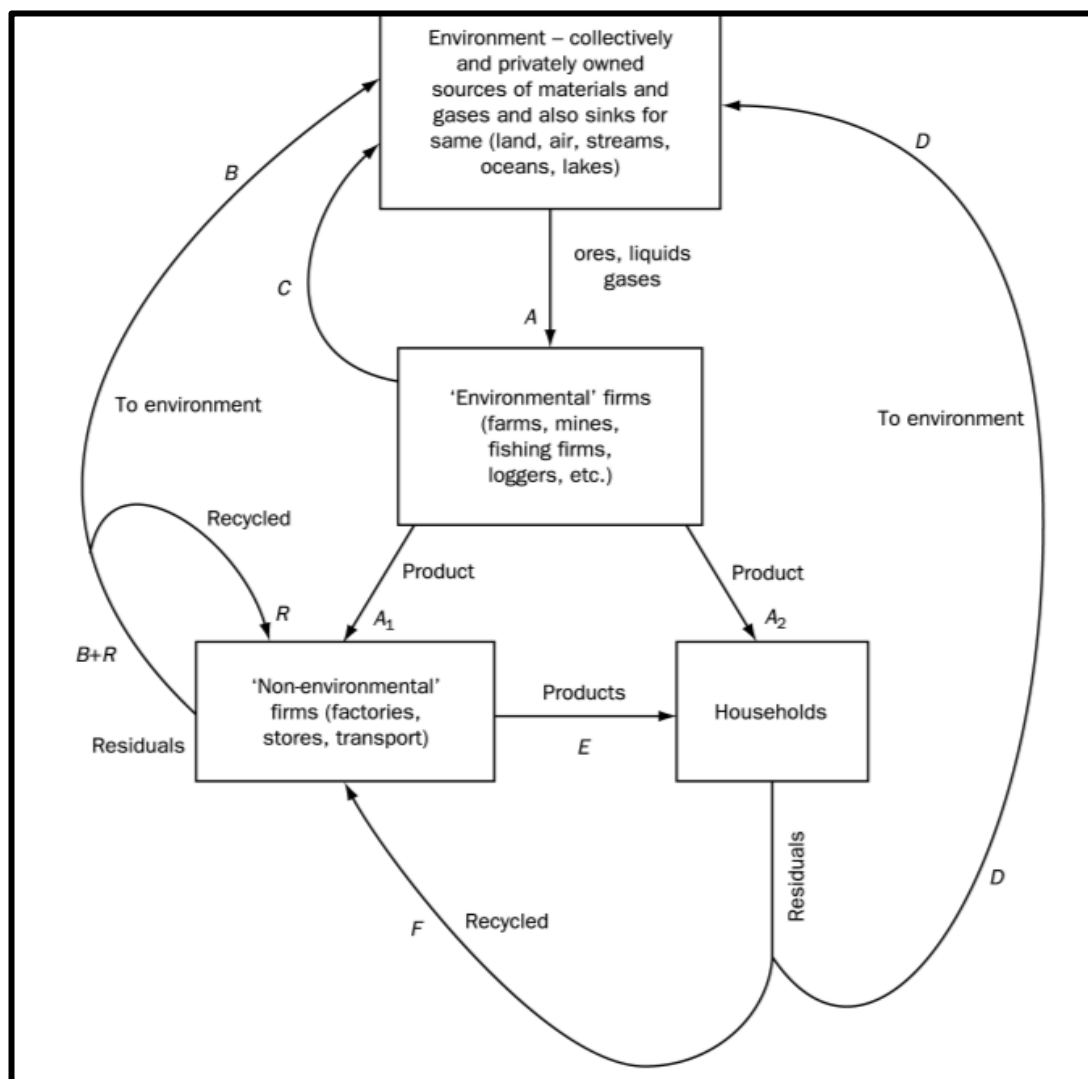 Environment – collectively
and privately owned
sources of materials and
gases and also sinks for
same (land, air, streams,
oceans, lakes)
D
B
ores, liquids
gases
C
A
‘Environmental’ firms
(farms, mines,
fishing firms,
loggers, etc.)
To environment
To environment
Recycled
Product
Product
R
A1
A2
B+R
‘Non-environmental’
firms (factories,
stores, transport)
Products
Households
Residuals
E
Residuals
D
F
Recycled